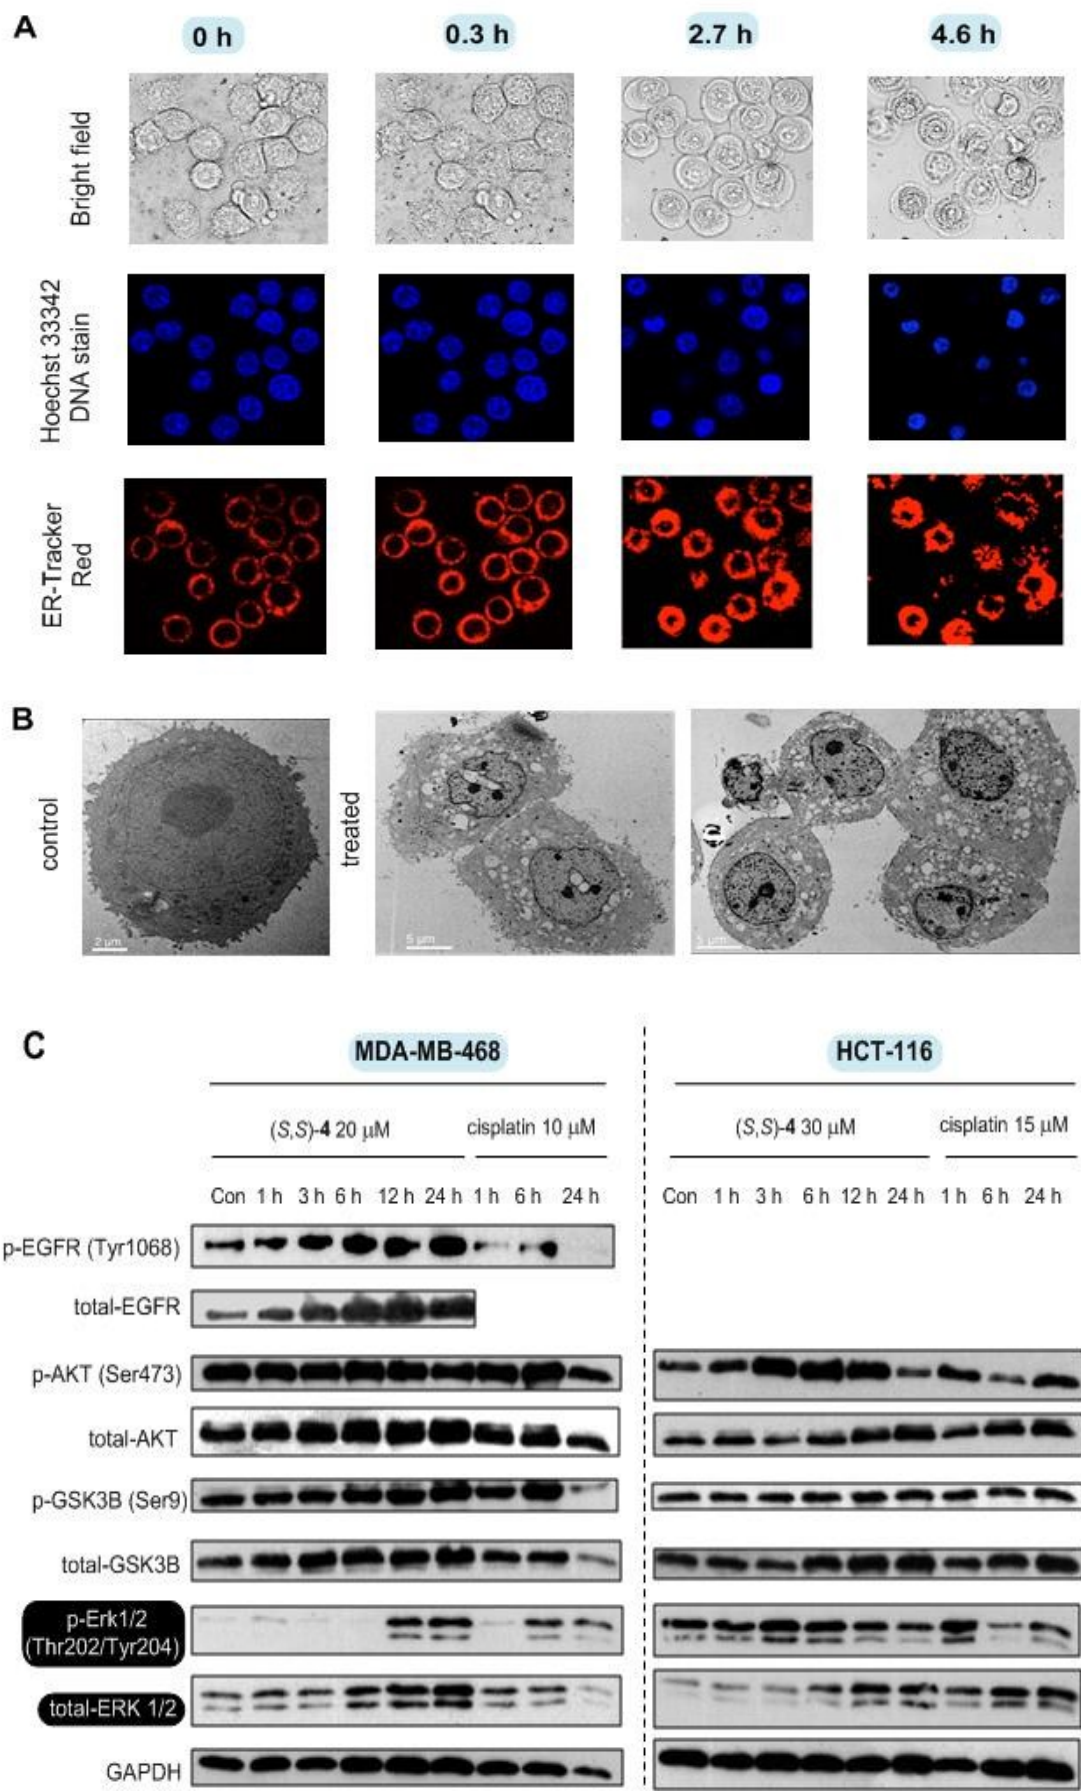 A
0 h
0.3 h
2.7 h
4.6 h
Bright field
Hoechst 33342
DNA stain
ER-Tracker
Red
B
control
treated
2 µm
5 µm
5 µm
C
MDA-MB-468
HCT-116
(S,S)-4 20 µM
cisplatin 10 µM
(S,S)-4 30 µM
cisplatin 15 µM
Con 1 h 3 h 6 h 12 h 24 h 1 h 6 h 24 h
Con 1 h 3 h 6 h 12 h 24 h 1 h 6 h 24 h
p-EGFR (Tyr1068)
total-EGFR
p-AKT (Ser473)
total-AKT
p-GSK3B (Ser9)
total-GSK3B
p-Erk1/2
(Thr202/Tyr204)
total-ERK 1/2
GAPDH